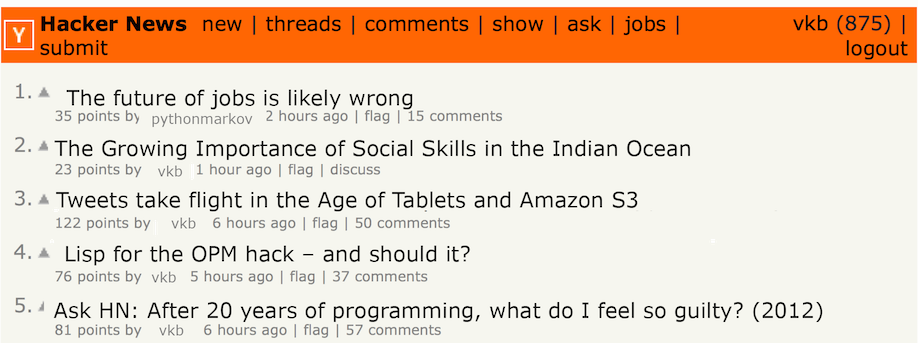 Y Hacker News new | threads | comments | show | ask | jobs | vkb (875) |
submit logout
1. The future of jobs is likely wrong
35 points by pythonmarkov 2 hours ago | flag | 15 comments
2. The Growing Importance of Social Skills in the Indian Ocean
23 points by vkb 1 hour ago | flag | discuss
3. Tweets take flight in the Age of Tablets and Amazon S3
122 points by vkb 6 hours ago | flag | 50 comments
4. Lisp for the OPM hack – and should it?
76 points by vkb 5 hours ago | flag | 37 comments
5. Ask HN: After 20 years of programming, what do I feel so guilty? (2012)
81 points by vkb 6 hours ago | flag | 57 comments